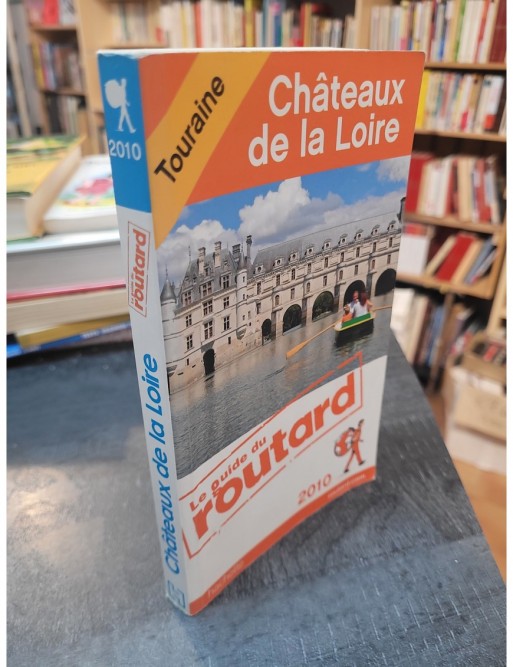 Touraine
Châteaux
de la Loire
Le guide du
routard
2010
2010
routard
Châteaux de la Loire